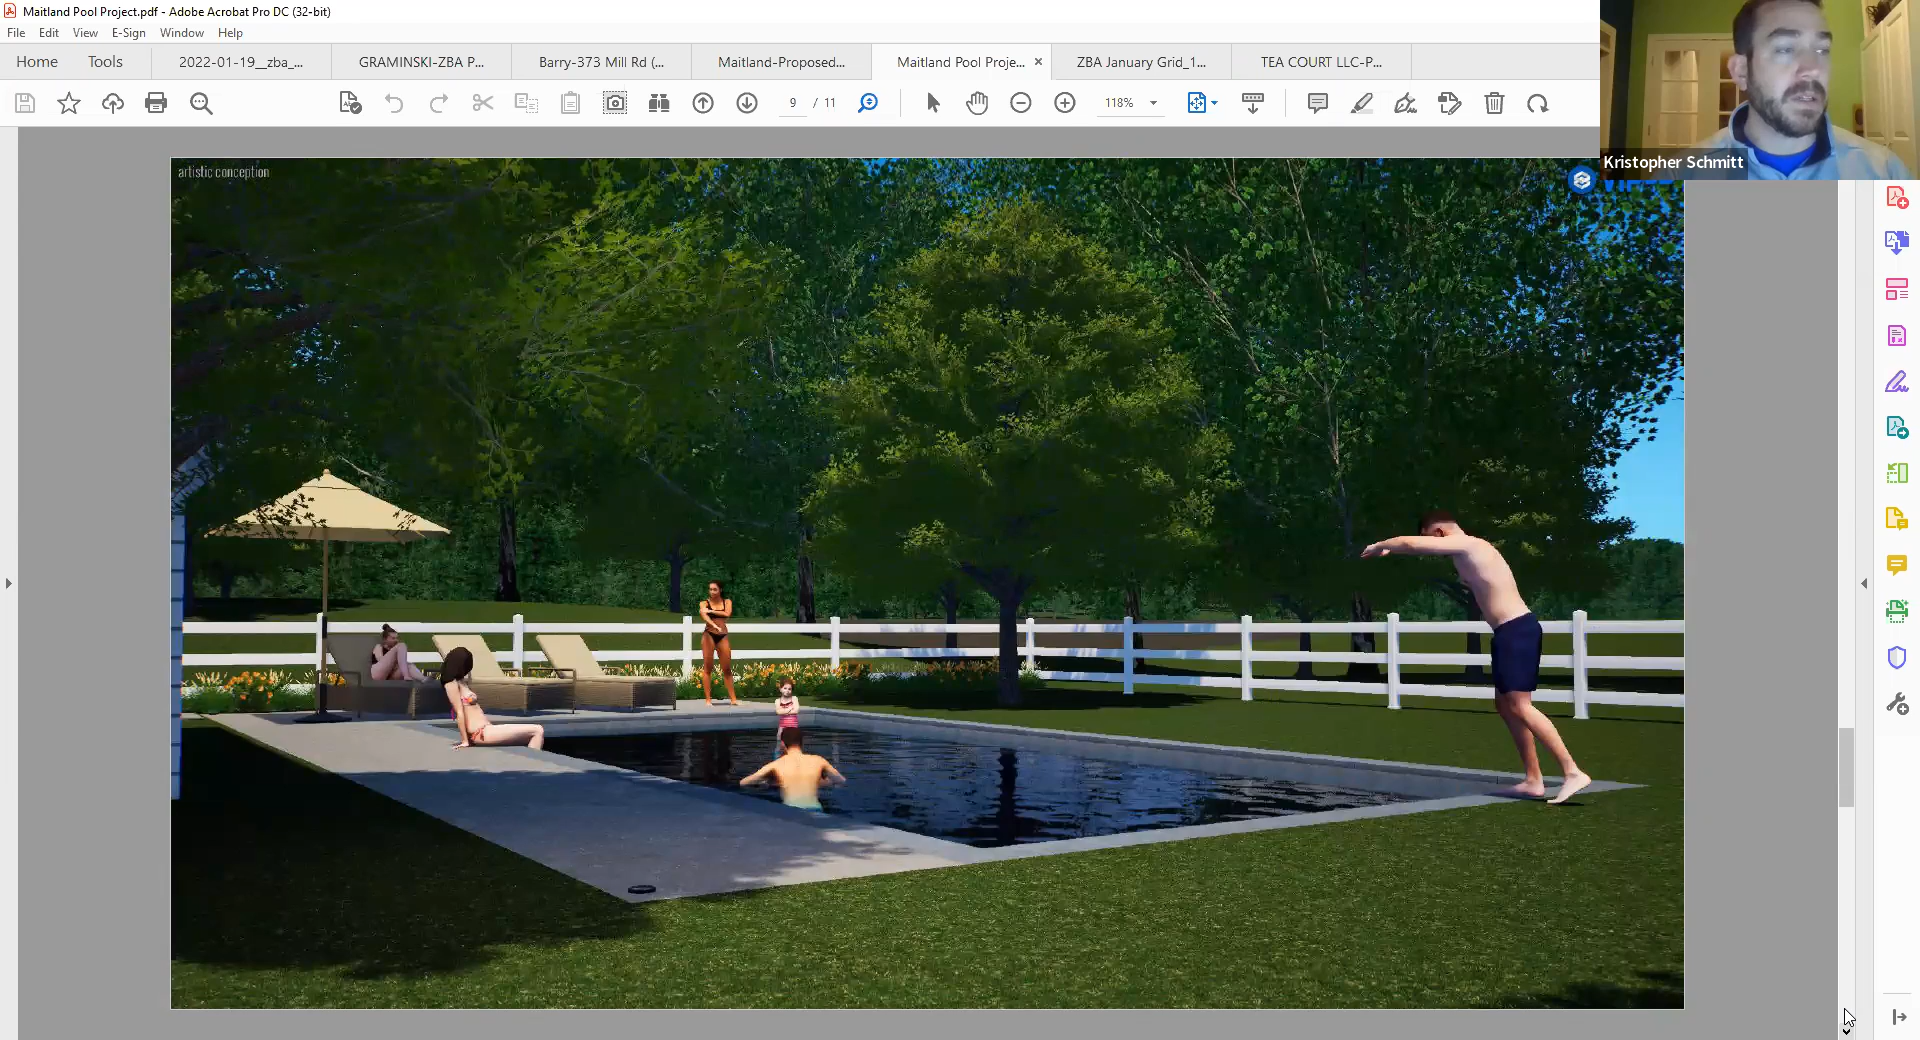 Maitland Pool Project.pdf - Adobe Acrobat Pro DC (32-bit)
File Edit View E-Sign Window Help
Home Tools 2022-01-19__zba_... GRAMINSKI-ZBA P... Barry-373 Mill Rd (... Maitland-Proposed... Maitland Pool Proje... × ZBA January Grid_1... TEA COURT LLC-P...
9 / 11 118%
Kristopher Schmitt
artistic conception